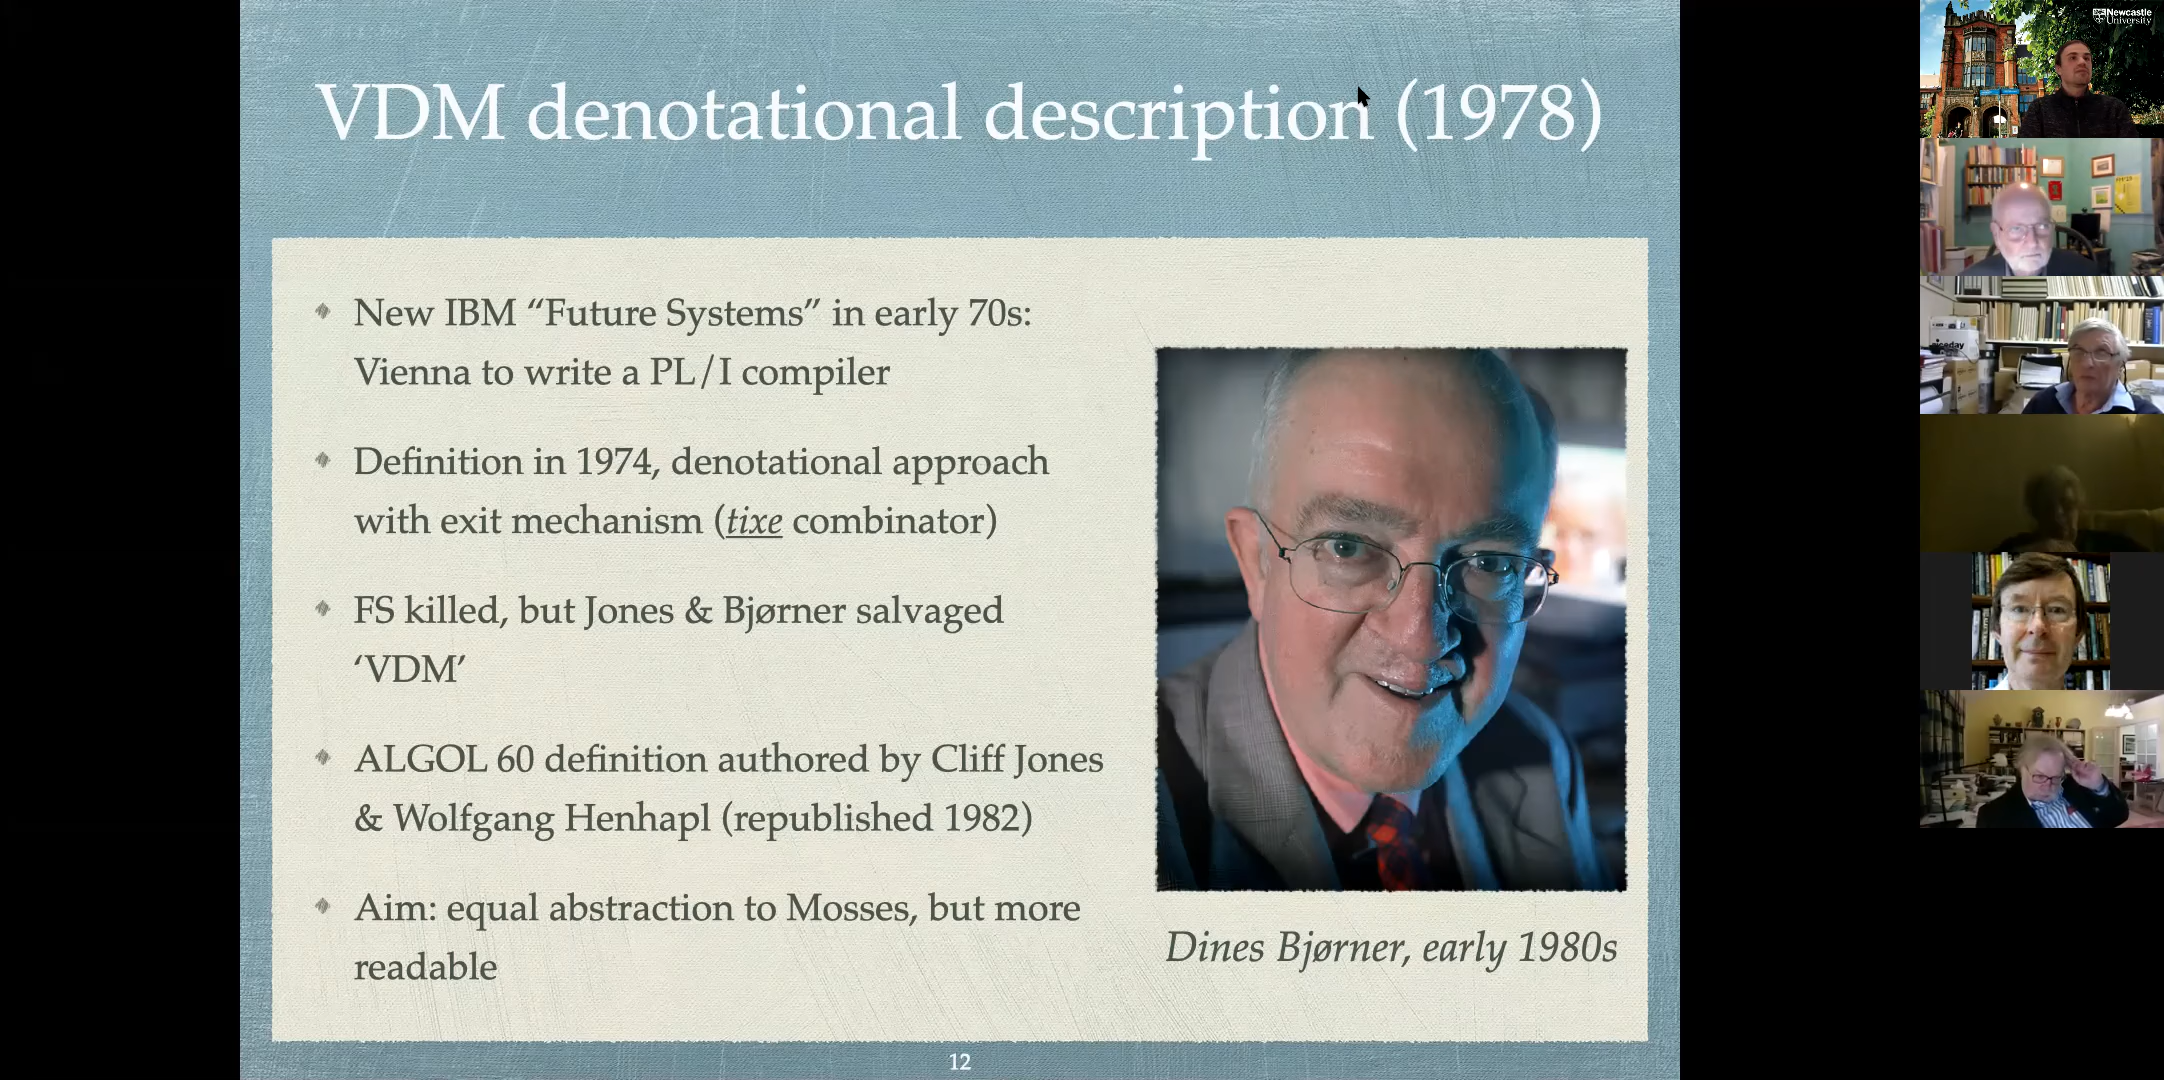 VDM denotational description (1978)
New IBM “Future Systems” in early 70s:
Vienna to write a PL/I compiler
Definition in 1974, denotational approach
with exit mechanism (tixe combinator)
FS killed, but Jones & Bjørner salvaged
‘VDM’
ALGOL 60 definition authored by Cliff Jones
& Wolfgang Henhapl (republished 1982)
Aim: equal abstraction to Mosses, but more
readable
Dines Bjørner, early 1980s
12
Newcastle
University